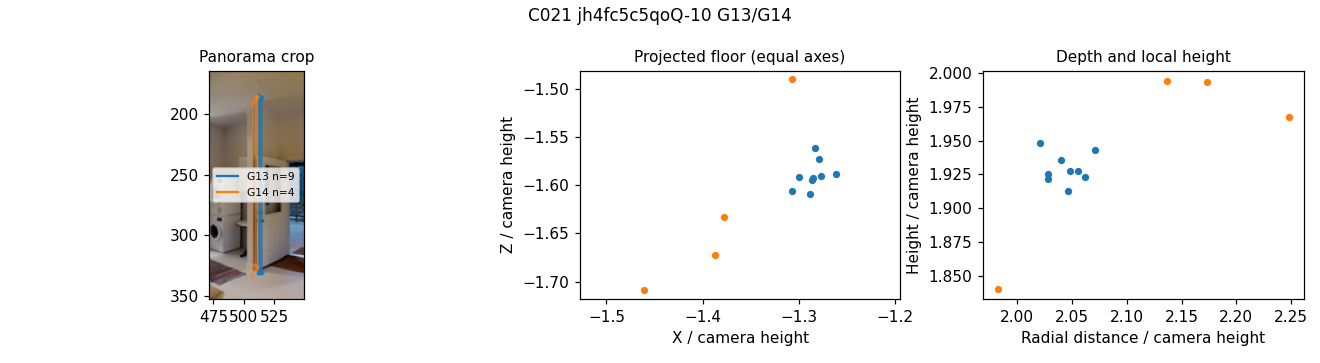 C021 jh4fc5c5qoQ-10 G13/G14
Panorama crop
200
250
300
350
475 500 525
G13 n=9
G14 n=4
Projected floor (equal axes)
Z / camera height
−1.50
−1.55
−1.60
−1.65
−1.70
−1.5 −1.4 −1.3 −1.2
X / camera height
Depth and local height
Height / camera height
2.000
1.975
1.950
1.925
1.900
1.875
1.850
2.00 2.05 2.10 2.15 2.20 2.25
Radial distance / camera height